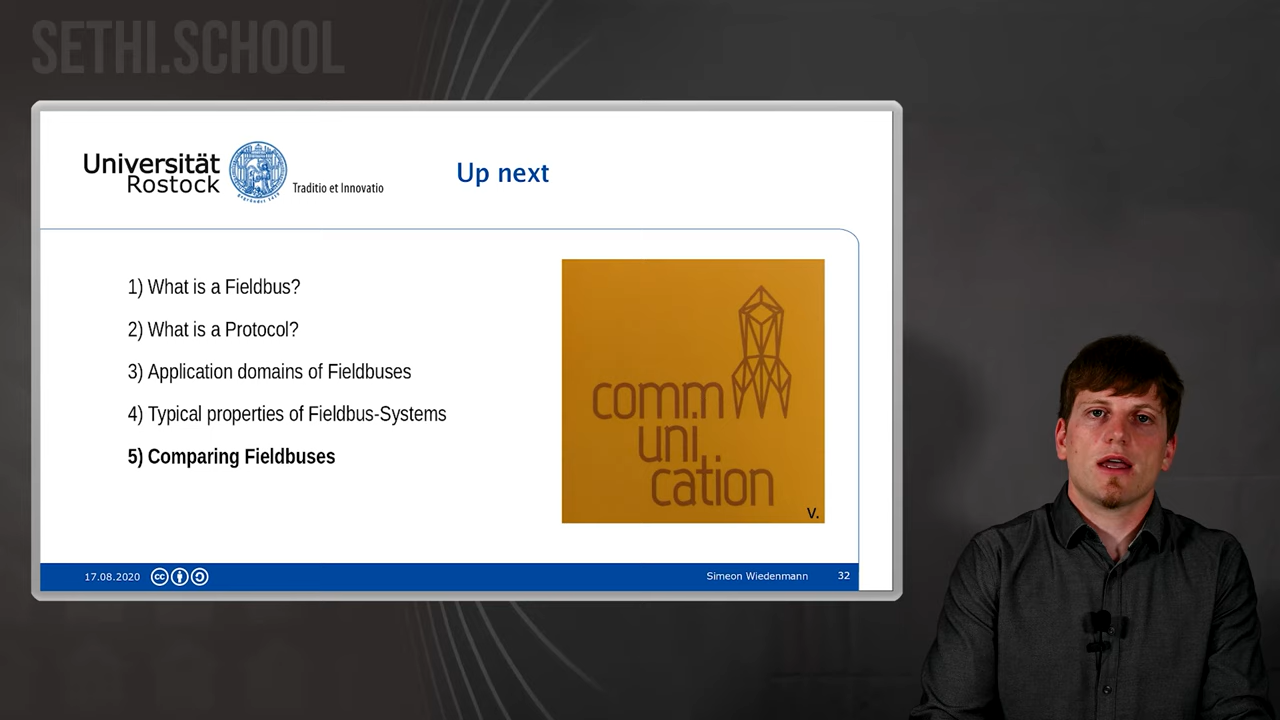 SETHI.SCHOOL
Universität
Rostock
Traditio et Innovatio
Up next
1) What is a Fieldbus?
2) What is a Protocol?
3) Application domains of Fieldbuses
4) Typical properties of Fieldbus-Systems
5) Comparing Fieldbuses
comm
uni
cation
V.
17.08.2020
cc
Simeon Wiedenmann
32